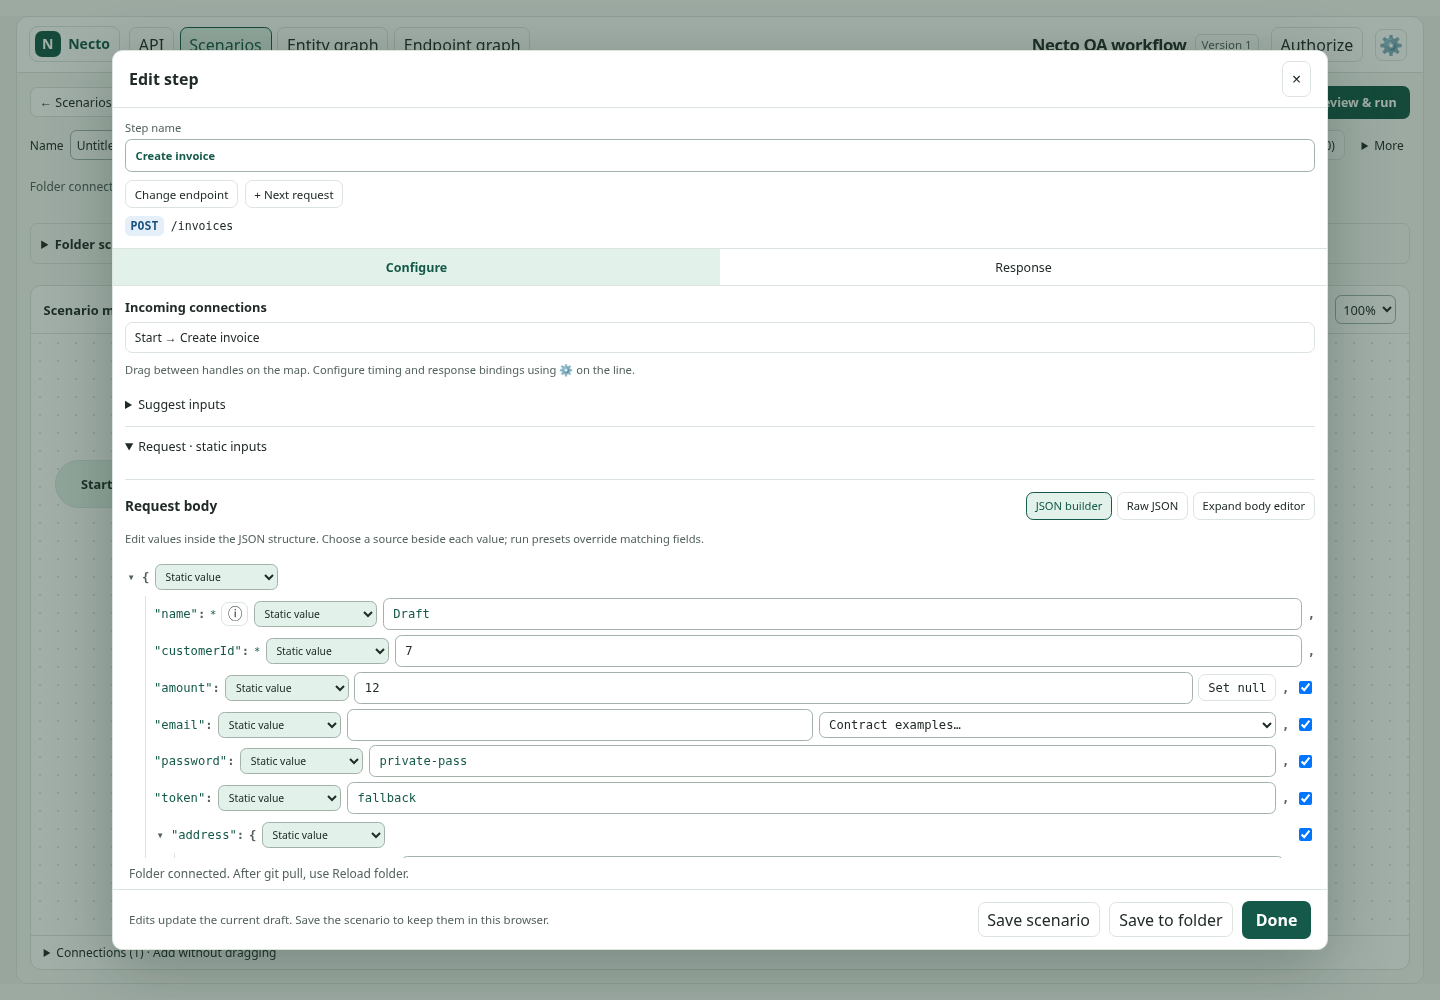 N Necto API Scenarios Entity graph Endpoint graph Necto QA workflow Version 1 Authorize
← Scenarios
Name
Folder connect
Start
Connections (1) · Add without dragging
100%
▶ More
Edit step
×
Step name
Create invoice
Change endpoint + Next request
POST /invoices
Configure Response
Incoming connections
Start → Create invoice
Drag between handles on the map. Configure timing and response bindings using ⚙️ on the line.
▶ Suggest inputs
▼ Request · static inputs
Request body JSON builder Raw JSON Expand body editor
Edit values inside the JSON structure. Choose a source beside each value; run presets override matching fields.
▾ { Static value
"name": * ⓘ Static value Draft ,
"customerId": * Static value 7 ,
"amount": Static value 12 Set null ,
"email": Static value Contract examples… ,
"password": Static value private-pass ,
"token": Static value fallback ,
▾ "address": { Static value
Folder connected. After git pull, use Reload folder.
Edits update the current draft. Save the scenario to keep them in this browser. Save scenario Save to folder Done